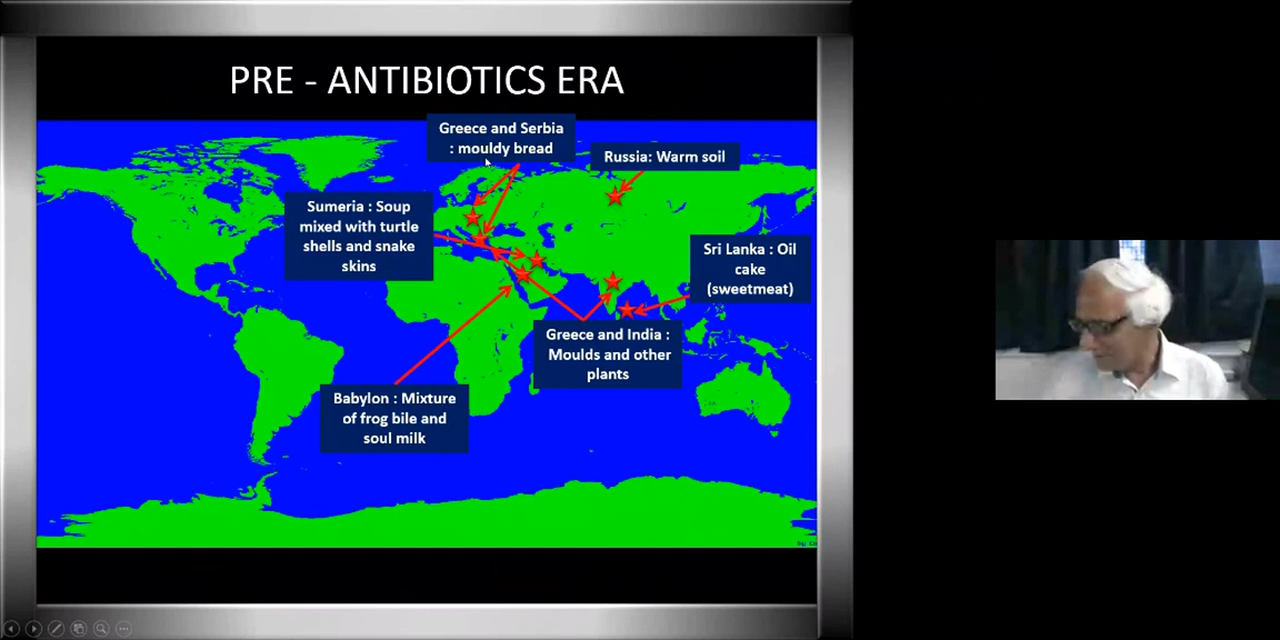 PRE - ANTIBIOTICS ERA
Greece and Serbia
: mouldy bread
Russia: Warm soil
Sumeria : Soup
mixed with turtle
shells and snake
skins
Sri Lanka : Oil
cake
(sweetmeat)
Greece and India :
Moulds and other
plants
Babylon : Mixture
of frog bile and
soul milk